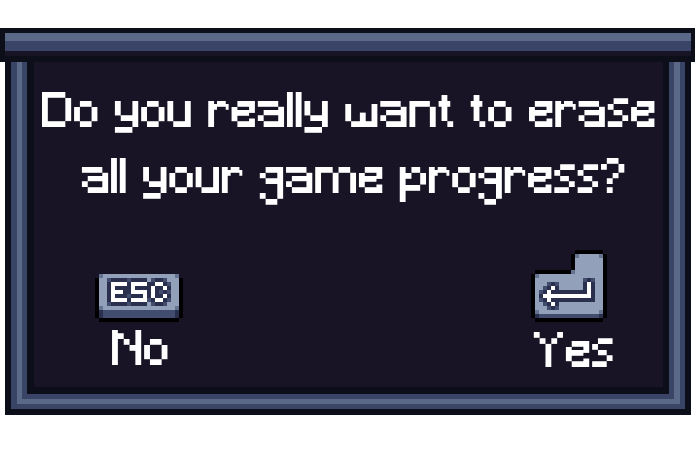 Do you really want to erase
all your game progress?
ESC
No
Yes